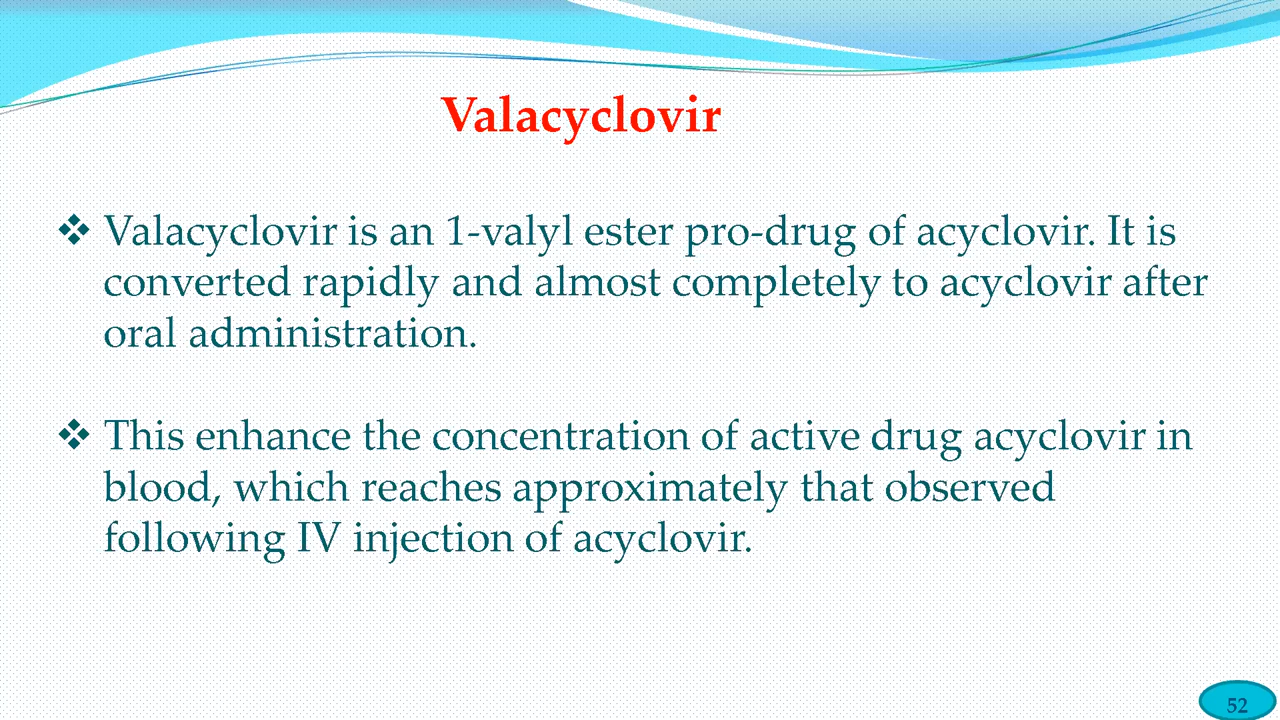 Valacyclovir
❖ Valacyclovir is an 1-valyl ester pro-drug of acyclovir. It is
converted rapidly and almost completely to acyclovir after
oral administration.
❖ This enhance the concentration of active drug acyclovir in
blood, which reaches approximately that observed
following IV injection of acyclovir.
52